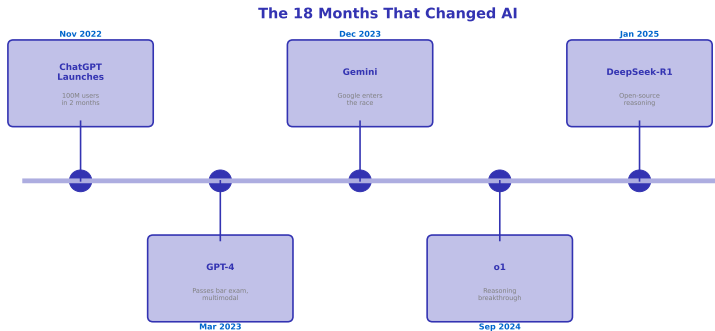 The 18 Months That Changed AI
Nov 2022
ChatGPT
Launches
100M users
in 2 months
Dec 2023
Gemini
Google enters
the race
Jan 2025
DeepSeek-R1
Open-source
reasoning
GPT-4
Passes bar exam,
multimodal
Mar 2023
o1
Reasoning
breakthrough
Sep 2024